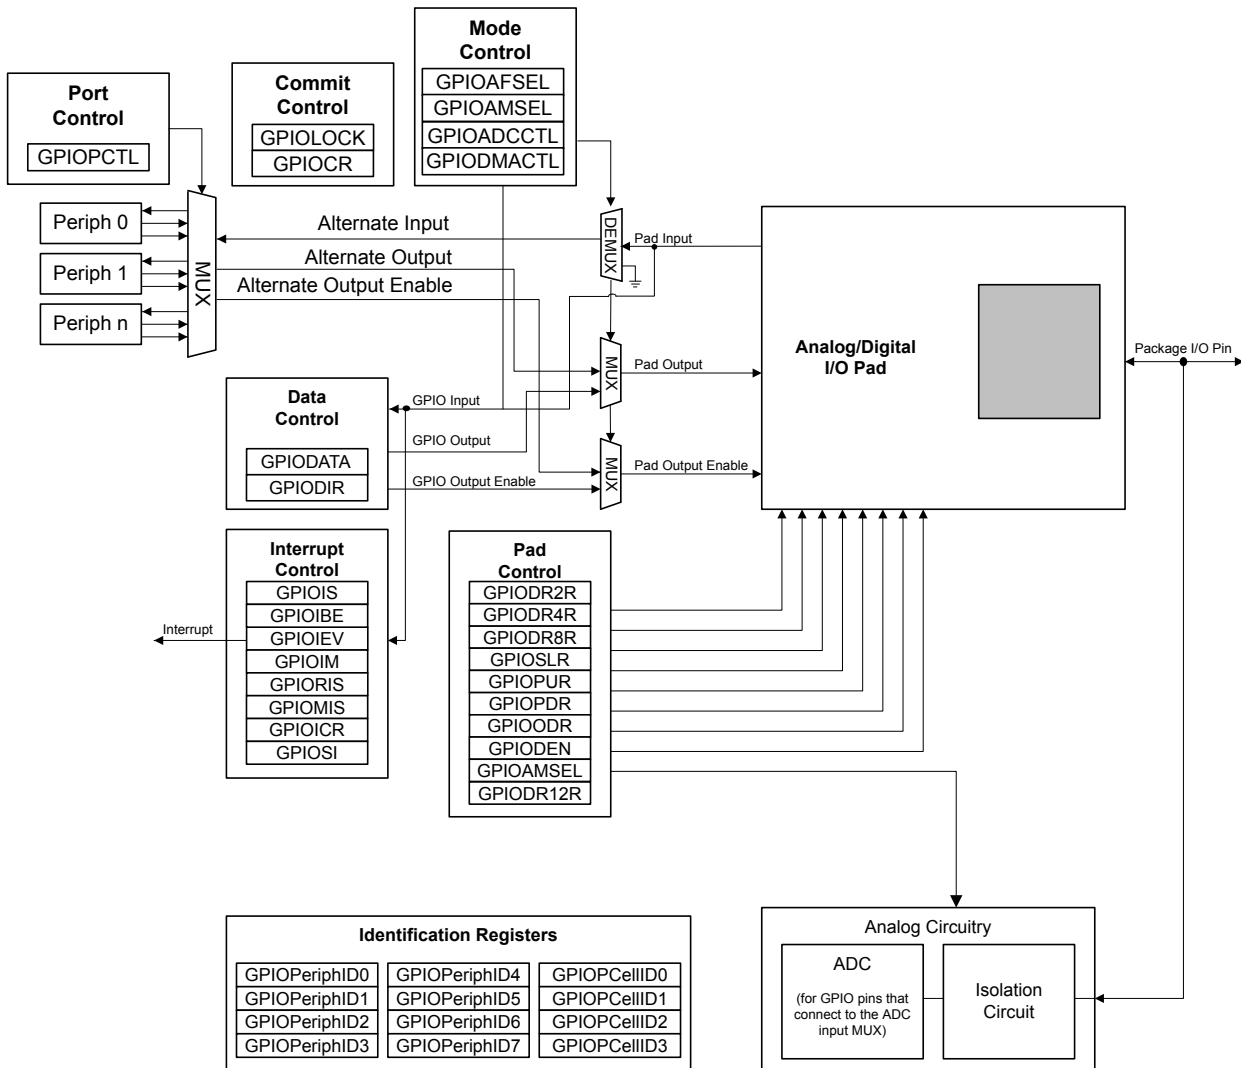 Port
Control
GPIOPCTL
Commit
Control
GPIOLOCK
GPIOCR
Mode
Control
GPIOAFSEL
GPIOAMSEL
GPIOADCCTL
GPIODMACTL
Periph 0
Periph 1
Periph n
MUX
Alternate Input
Alternate Output
Alternate Output Enable
DEMUX
Pad Input
MUX
Pad Output
MUX
Pad Output Enable
Analog/Digital
I/O Pad
Package I/O Pin
Data
Control
GPIODATA
GPIODIR
GPIO Input
GPIO Output
GPIO Output Enable
Interrupt
Control
GPIOIS
GPIOIBE
GPIOIEV
GPIOIM
GPIORIS
GPIOMIS
GPIOICR
GPIOSI
Interrupt
Pad
Control
GPIODR2R
GPIODR4R
GPIODR8R
GPIOSLR
GPIOPUR
GPIOPDR
GPIOODR
GPIODEN
GPIOAMSEL
GPIODR12R
Identification Registers
GPIOPeriphID0
GPIOPeriphID1
GPIOPeriphID2
GPIOPeriphID3
GPIOPeriphID4
GPIOPeriphID5
GPIOPeriphID6
GPIOPeriphID7
GPIOPCellID0
GPIOPCellID1
GPIOPCellID2
GPIOPCellID3
Analog Circuitry
ADC
(for GPIO pins that
connect to the ADC
input MUX)
Isolation
Circuit